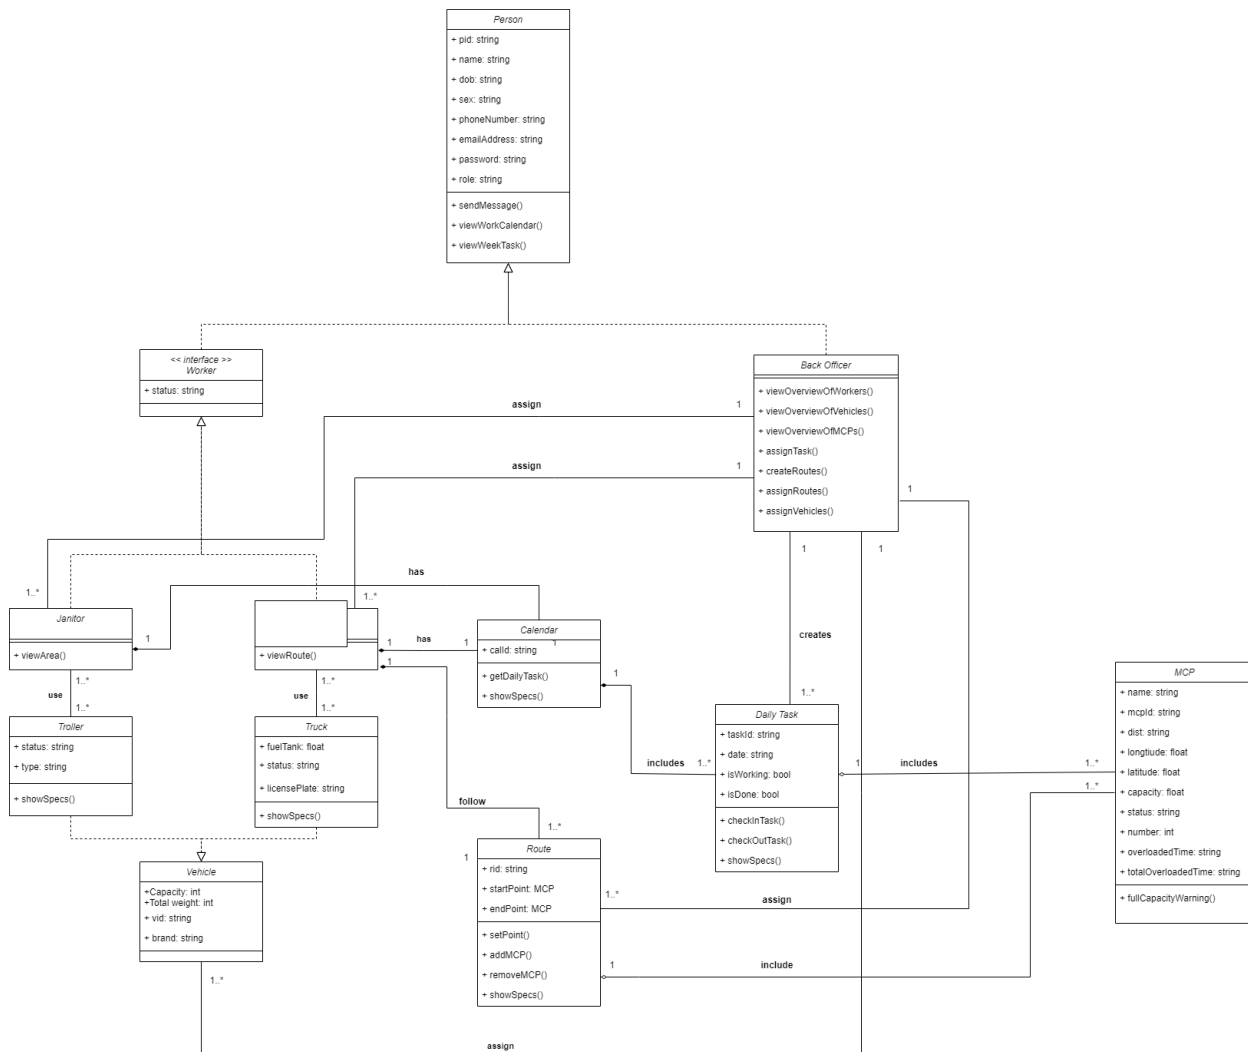 Person
+ pid: string
+ name: string
+ dob: string
+ sex: string
+ phoneNumber: string
+ emailAddress: string
+ password: string
+ role: string
+ sendMessage()
+ viewWorkCalendar()
+ viewWeekTask()
<< interface >>
Worker
+ status: string
Back Officer
+ viewOverviewOfWorkers()
+ viewOverviewOfVehicles()
+ viewOverviewOfMCPs()
+ assignTask()
+ createRoutes()
+ assignRoutes()
+ assignVehicles()
assign
1
assign
1
1
1
1
1..*
1..*
has
Janitor
+ viewArea()
1
+ viewRoute()
1
has
1
1
Calendar
1
+ calId: string
+ getDailyTask()
+ showSpecs()
1
creates
1..*
use
1..*
1..*
use
1..*
Troller
+ status: string
+ type: string
+ showSpecs()
Truck
+ fuelTank: float
+ status: string
+ licensePlate: string
+ showSpecs()
1..*
Daily Task
+ taskId: string
+ date: string
+ isWorking: bool
+ isDone: bool
+ checkInTask()
+ checkOutTask()
+ showSpecs()
includes
1..*
1
includes
1..*
1..*
MCP
+ name: string
+ mcpId: string
+ dist: string
+ longtiude: float
+ latitude: float
+ capacity: float
+ status: string
+ number: int
+ overloadedTime: string
+ totalOverloadedTime: string
+ fullCapacityWarning()
follow
1..*
1
Route
+ rid: string
+ startPoint: MCP
+ endPoint: MCP
+ setPoint()
+ addMCP()
+ removeMCP()
+ showSpecs()
1..*
assign
1
include
Vehicle
+Capacity: int
+Total weight: int
+ vid: string
+ brand: string
1..*
assign